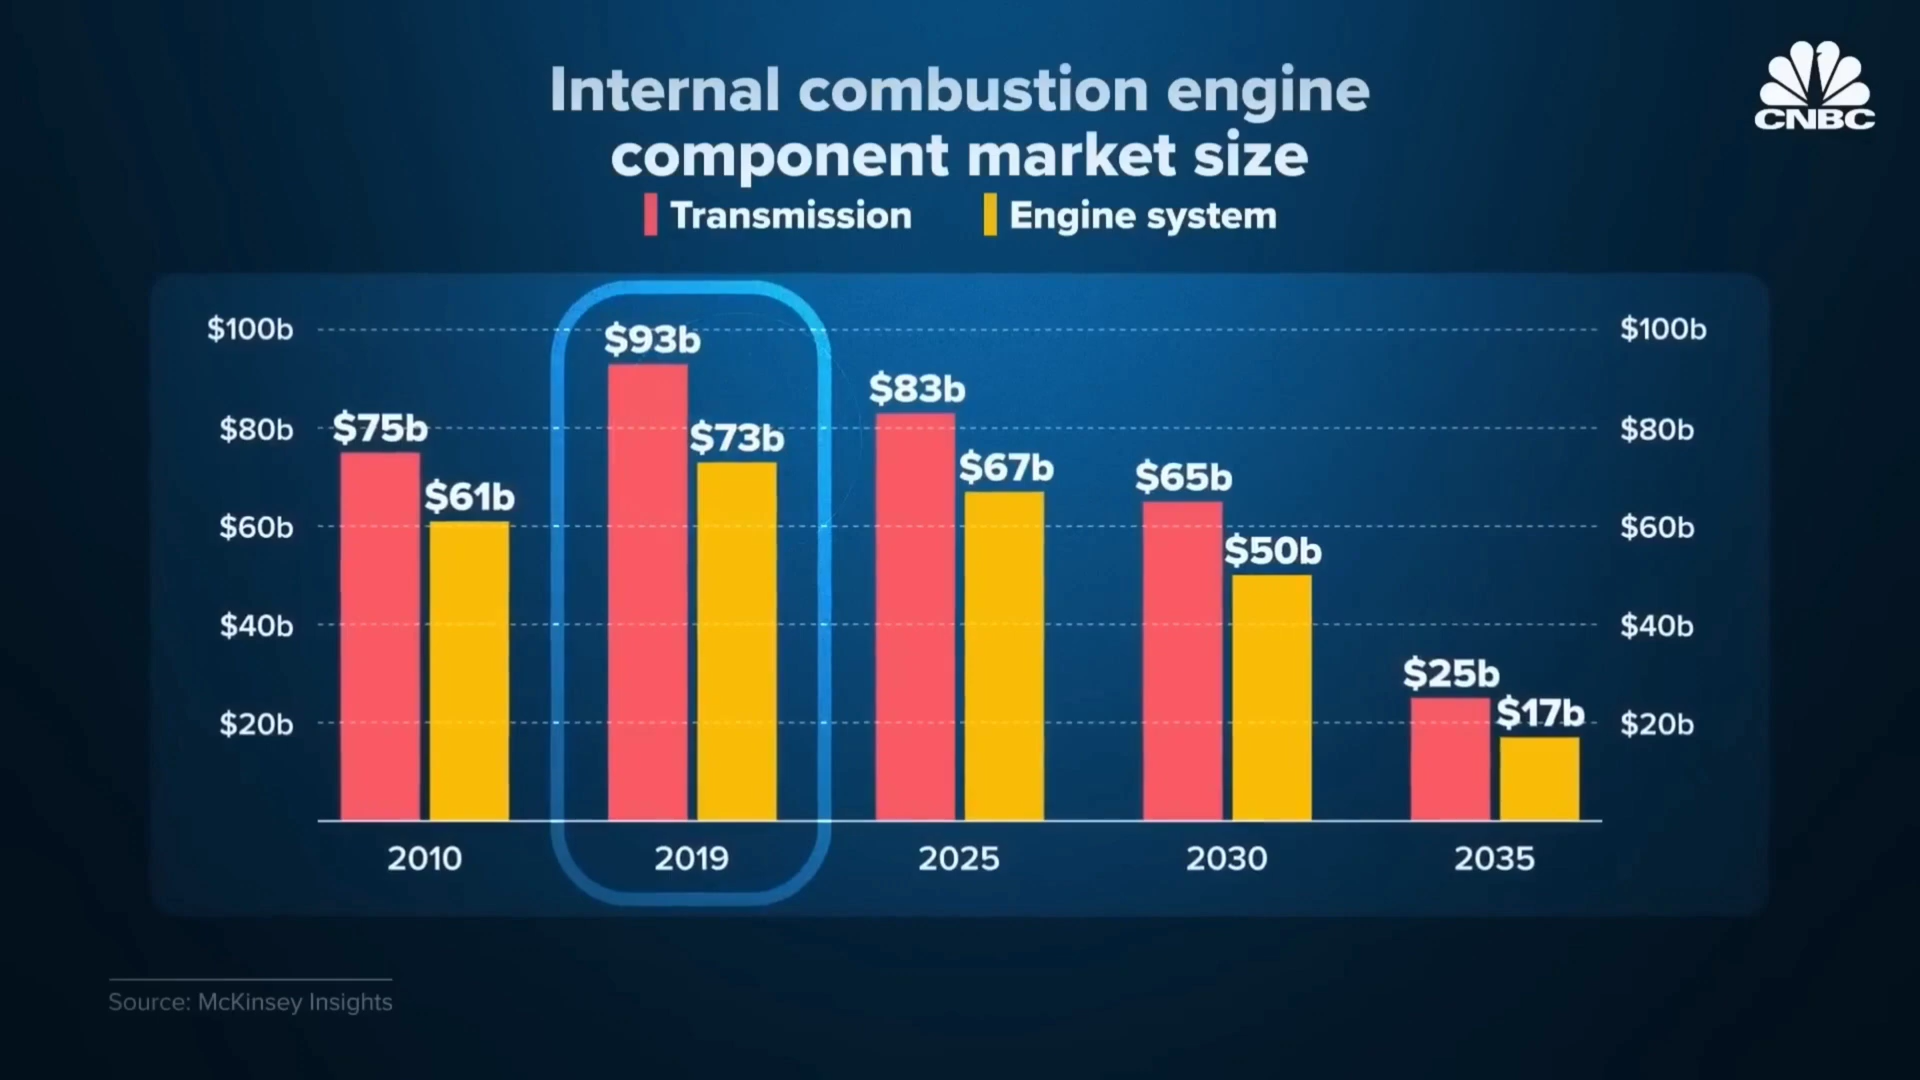 Internal combustion engine
component market size
Transmission Engine system
CNBC
$100b $100b
$80b $80b
$60b $60b
$40b $40b
$20b $20b
$75b
$61b
$93b
$73b
$83b
$67b
$65b
$50b
$25b
$17b
2010 2019 2025 2030 2035
Source: McKinsey Insights